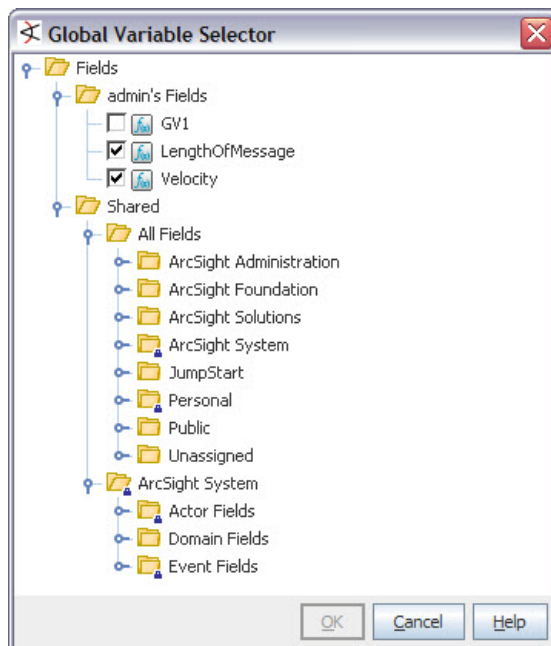 Global Variable Selector
Fields
admin's Fields
GV1
LengthOfMessage
Velocity
Shared
All Fields
ArcSight Administration
ArcSight Foundation
ArcSight Solutions
ArcSight System
JumpStart
Personal
Public
Unassigned
ArcSight System
Actor Fields
Domain Fields
Event Fields
OK Cancel Help